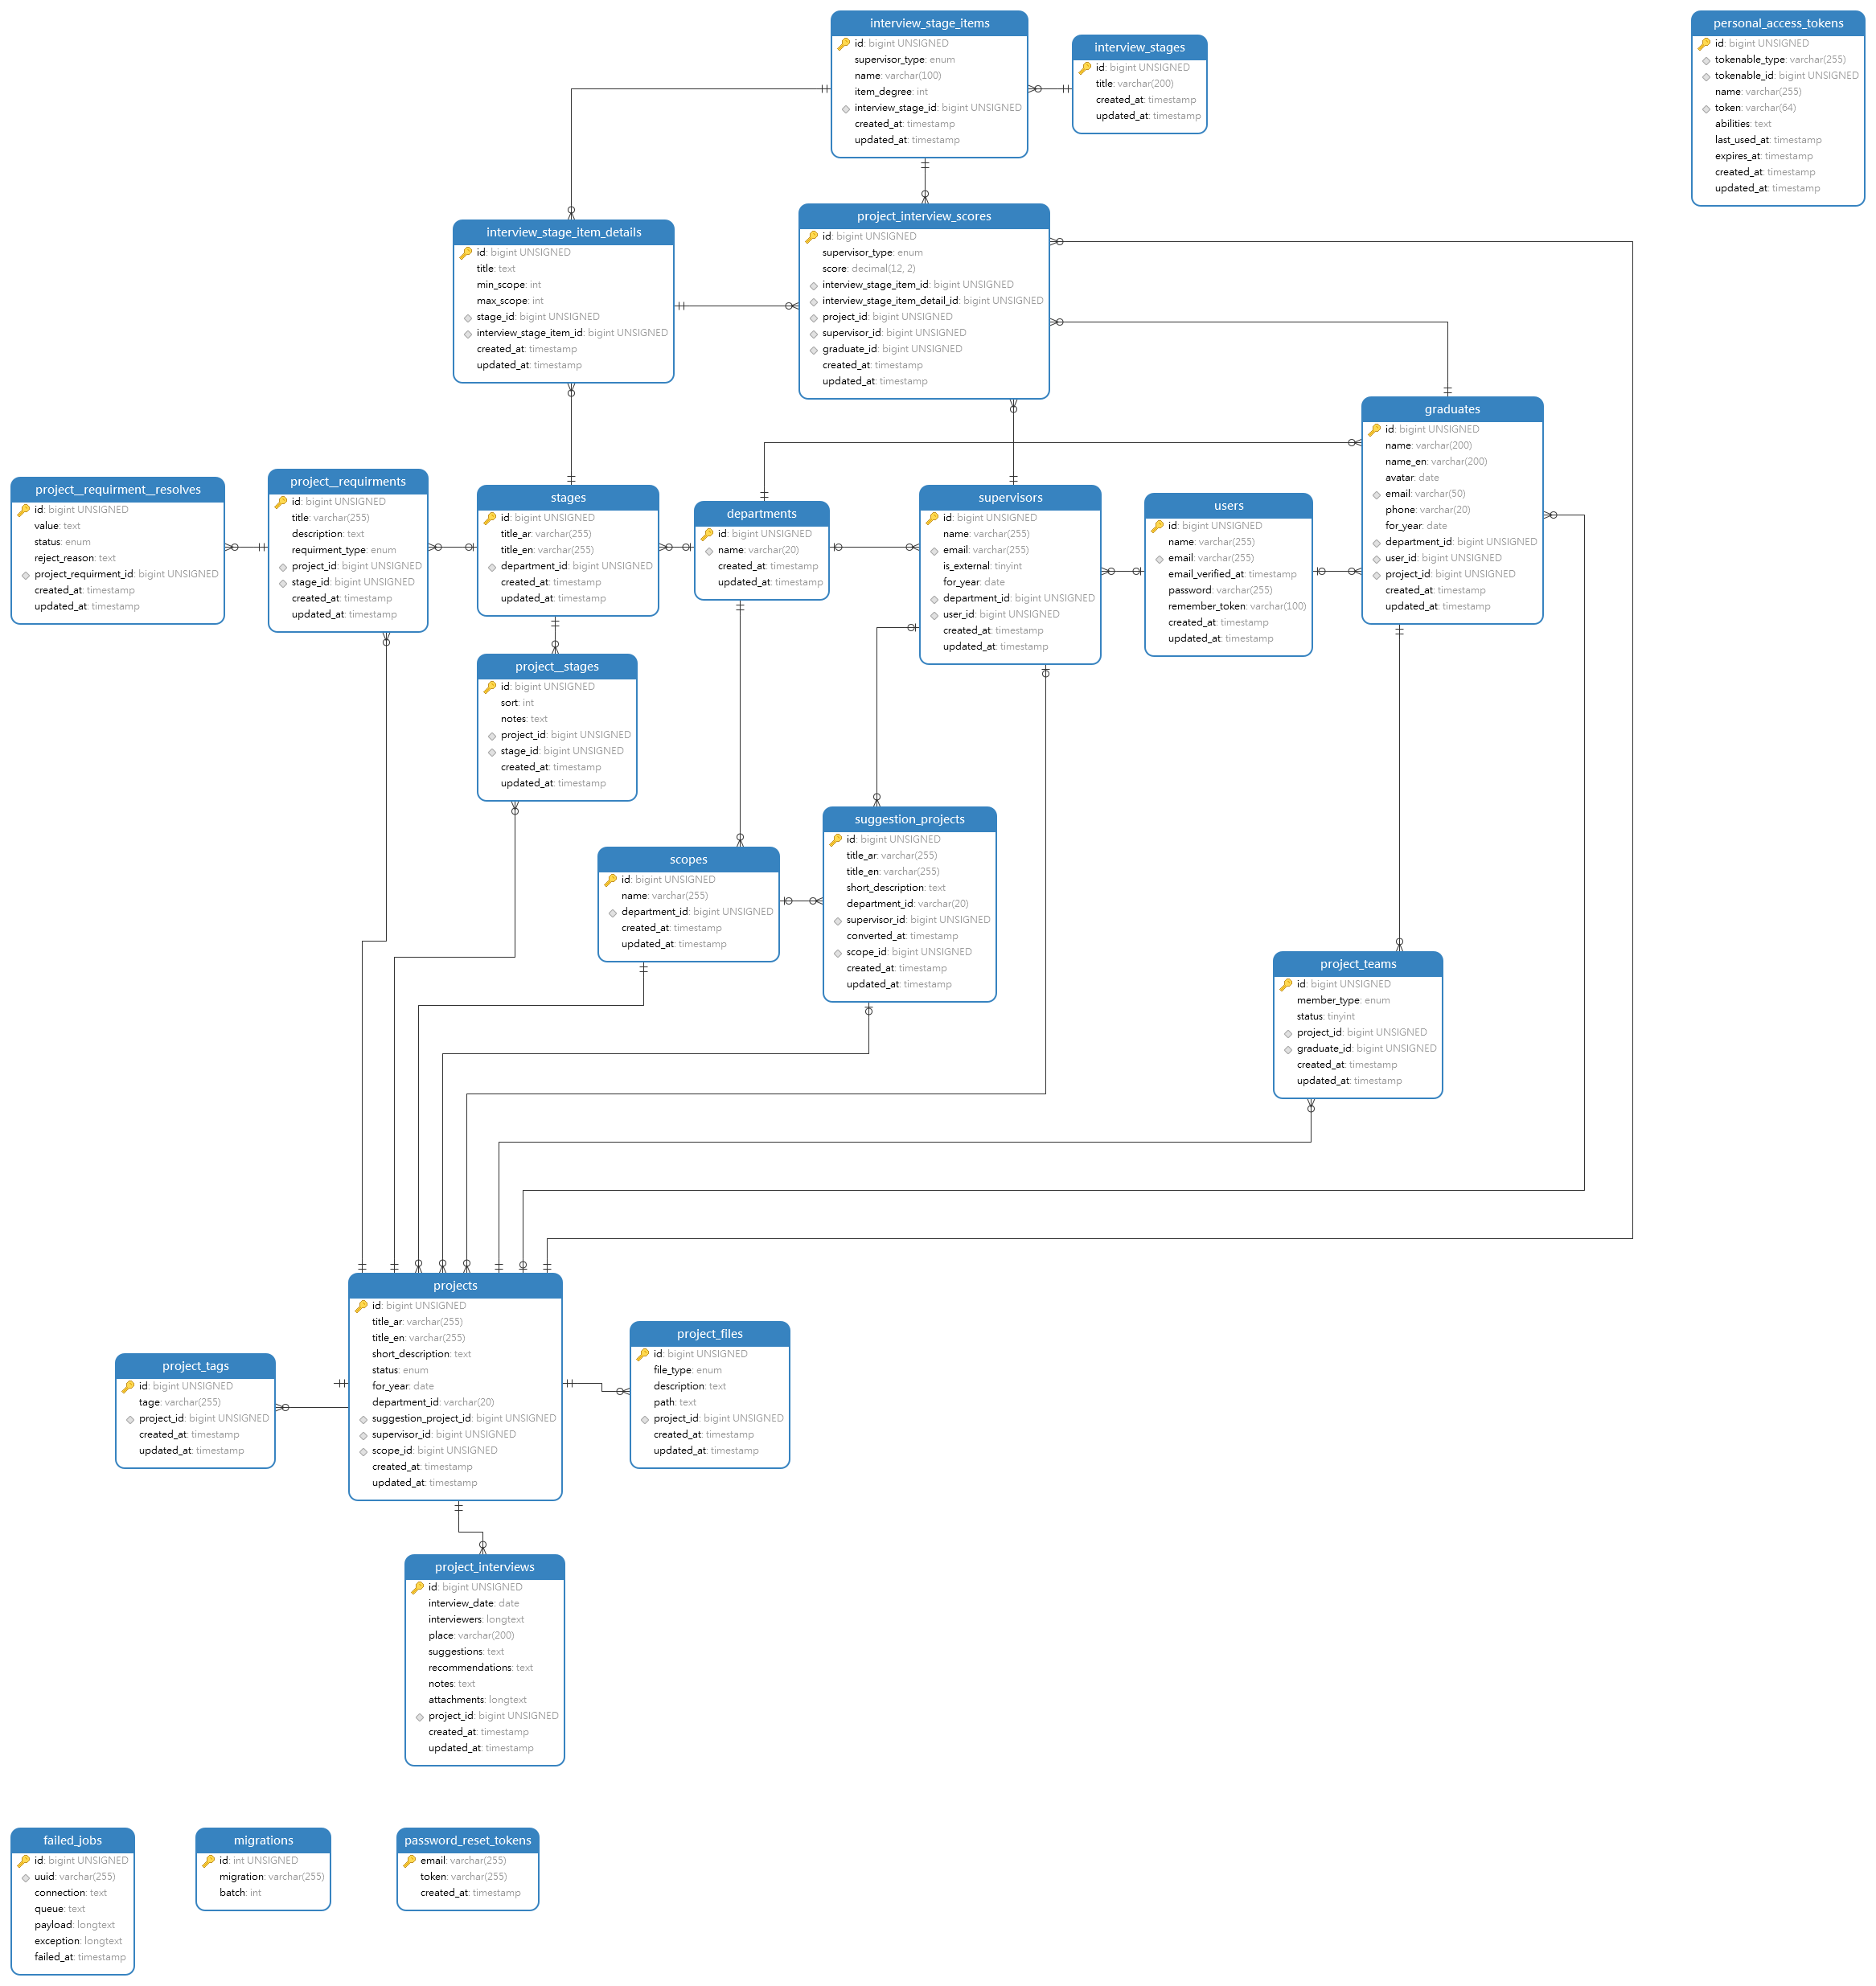 interview_stage_items
id: bigint UNSIGNED
supervisor_type: enum
name: varchar(100)
item_degree: int
interview_stage_id: bigint UNSIGNED
created_at: timestamp
updated_at: timestamp
interview_stages
id: bigint UNSIGNED
title: varchar(200)
created_at: timestamp
updated_at: timestamp
personal_access_tokens
id: bigint UNSIGNED
tokenable_type: varchar(255)
tokenable_id: bigint UNSIGNED
name: varchar(255)
token: varchar(64)
abilities: text
last_used_at: timestamp
expires_at: timestamp
created_at: timestamp
updated_at: timestamp
interview_stage_item_details
id: bigint UNSIGNED
title: text
min_scope: int
max_scope: int
stage_id: bigint UNSIGNED
interview_stage_item_id: bigint UNSIGNED
created_at: timestamp
updated_at: timestamp
project_interview_scores
id: bigint UNSIGNED
supervisor_type: enum
score: decimal(12, 2)
interview_stage_item_id: bigint UNSIGNED
interview_stage_item_detail_id: bigint UNSIGNED
project_id: bigint UNSIGNED
supervisor_id: bigint UNSIGNED
graduate_id: bigint UNSIGNED
created_at: timestamp
updated_at: timestamp
graduates
id: bigint UNSIGNED
name: varchar(200)
name_en: varchar(200)
avatar: date
email: varchar(50)
phone: varchar(20)
for_year: date
department_id: bigint UNSIGNED
user_id: bigint UNSIGNED
project_id: bigint UNSIGNED
created_at: timestamp
updated_at: timestamp
project__requirment__resolves
id: bigint UNSIGNED
value: text
status: enum
reject_reason: text
project_requirment_id: bigint UNSIGNED
created_at: timestamp
updated_at: timestamp
project__requirments
id: bigint UNSIGNED
title: varchar(255)
description: text
requirment_type: enum
project_id: bigint UNSIGNED
stage_id: bigint UNSIGNED
created_at: timestamp
updated_at: timestamp
stages
id: bigint UNSIGNED
title_ar: varchar(255)
title_en: varchar(255)
department_id: bigint UNSIGNED
created_at: timestamp
updated_at: timestamp
departments
id: bigint UNSIGNED
name: varchar(20)
created_at: timestamp
updated_at: timestamp
supervisors
id: bigint UNSIGNED
name: varchar(255)
email: varchar(255)
is_external: tinyint
for_year: date
department_id: bigint UNSIGNED
user_id: bigint UNSIGNED
created_at: timestamp
updated_at: timestamp
users
id: bigint UNSIGNED
name: varchar(255)
email: varchar(255)
email_verified_at: timestamp
password: varchar(255)
remember_token: varchar(100)
created_at: timestamp
updated_at: timestamp
project__stages
id: bigint UNSIGNED
sort: int
notes: text
project_id: bigint UNSIGNED
stage_id: bigint UNSIGNED
created_at: timestamp
updated_at: timestamp
scopes
id: bigint UNSIGNED
name: varchar(255)
department_id: bigint UNSIGNED
created_at: timestamp
updated_at: timestamp
suggestion_projects
id: bigint UNSIGNED
title_ar: varchar(255)
title_en: varchar(255)
short_description: text
department_id: varchar(20)
supervisor_id: bigint UNSIGNED
converted_at: timestamp
scope_id: bigint UNSIGNED
created_at: timestamp
updated_at: timestamp
project_teams
id: bigint UNSIGNED
member_type: enum
status: tinyint
project_id: bigint UNSIGNED
graduate_id: bigint UNSIGNED
created_at: timestamp
updated_at: timestamp
projects
id: bigint UNSIGNED
title_ar: varchar(255)
title_en: varchar(255)
short_description: text
status: enum
for_year: date
department_id: varchar(20)
suggestion_project_id: bigint UNSIGNED
supervisor_id: bigint UNSIGNED
scope_id: bigint UNSIGNED
created_at: timestamp
updated_at: timestamp
project_files
id: bigint UNSIGNED
file_type: enum
description: text
path: text
project_id: bigint UNSIGNED
created_at: timestamp
updated_at: timestamp
project_tags
id: bigint UNSIGNED
tage: varchar(255)
project_id: bigint UNSIGNED
created_at: timestamp
updated_at: timestamp
project_interviews
id: bigint UNSIGNED
interview_date: date
interviewers: longtext
place: varchar(200)
suggestions: text
recommendations: text
notes: text
attachments: longtext
project_id: bigint UNSIGNED
created_at: timestamp
updated_at: timestamp
failed_jobs
id: bigint UNSIGNED
uuid: varchar(255)
connection: text
queue: text
payload: longtext
exception: longtext
failed_at: timestamp
migrations
id: int UNSIGNED
migration: varchar(255)
batch: int
password_reset_tokens
email: varchar(255)
token: varchar(255)
created_at: timestamp